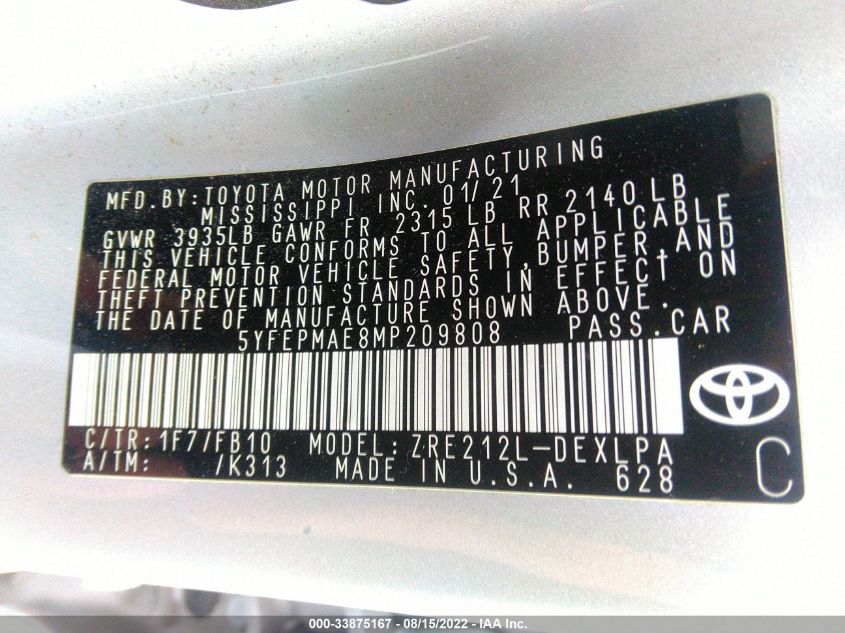 MFD.BY:TOYOTA MOTOR MANUFACTURING
MISSISSIPPI INC. 01/21
GVWR 3935LB GAWR FR 2315 LB RR 2140 LB
THIS VEHICLE CONFORMS TO ALL APPLICABLE
FEDERAL MOTOR VEHICLE SAFETY,BUMPER,AND
THEFT PREVENTION STANDARDS IN EFFECT ON
THE DATE OF MANUFACTURE SHOWN ABOVE.
5YFEPMAE8MP209808 PASS.CAR
C/TR:1F7/FB10 MODEL:ZRE212L-DEXLPA
A/TM: /K313 MADE IN U.S.A. 628
C
000-33875167 - 08/15/2022 - IAA Inc.